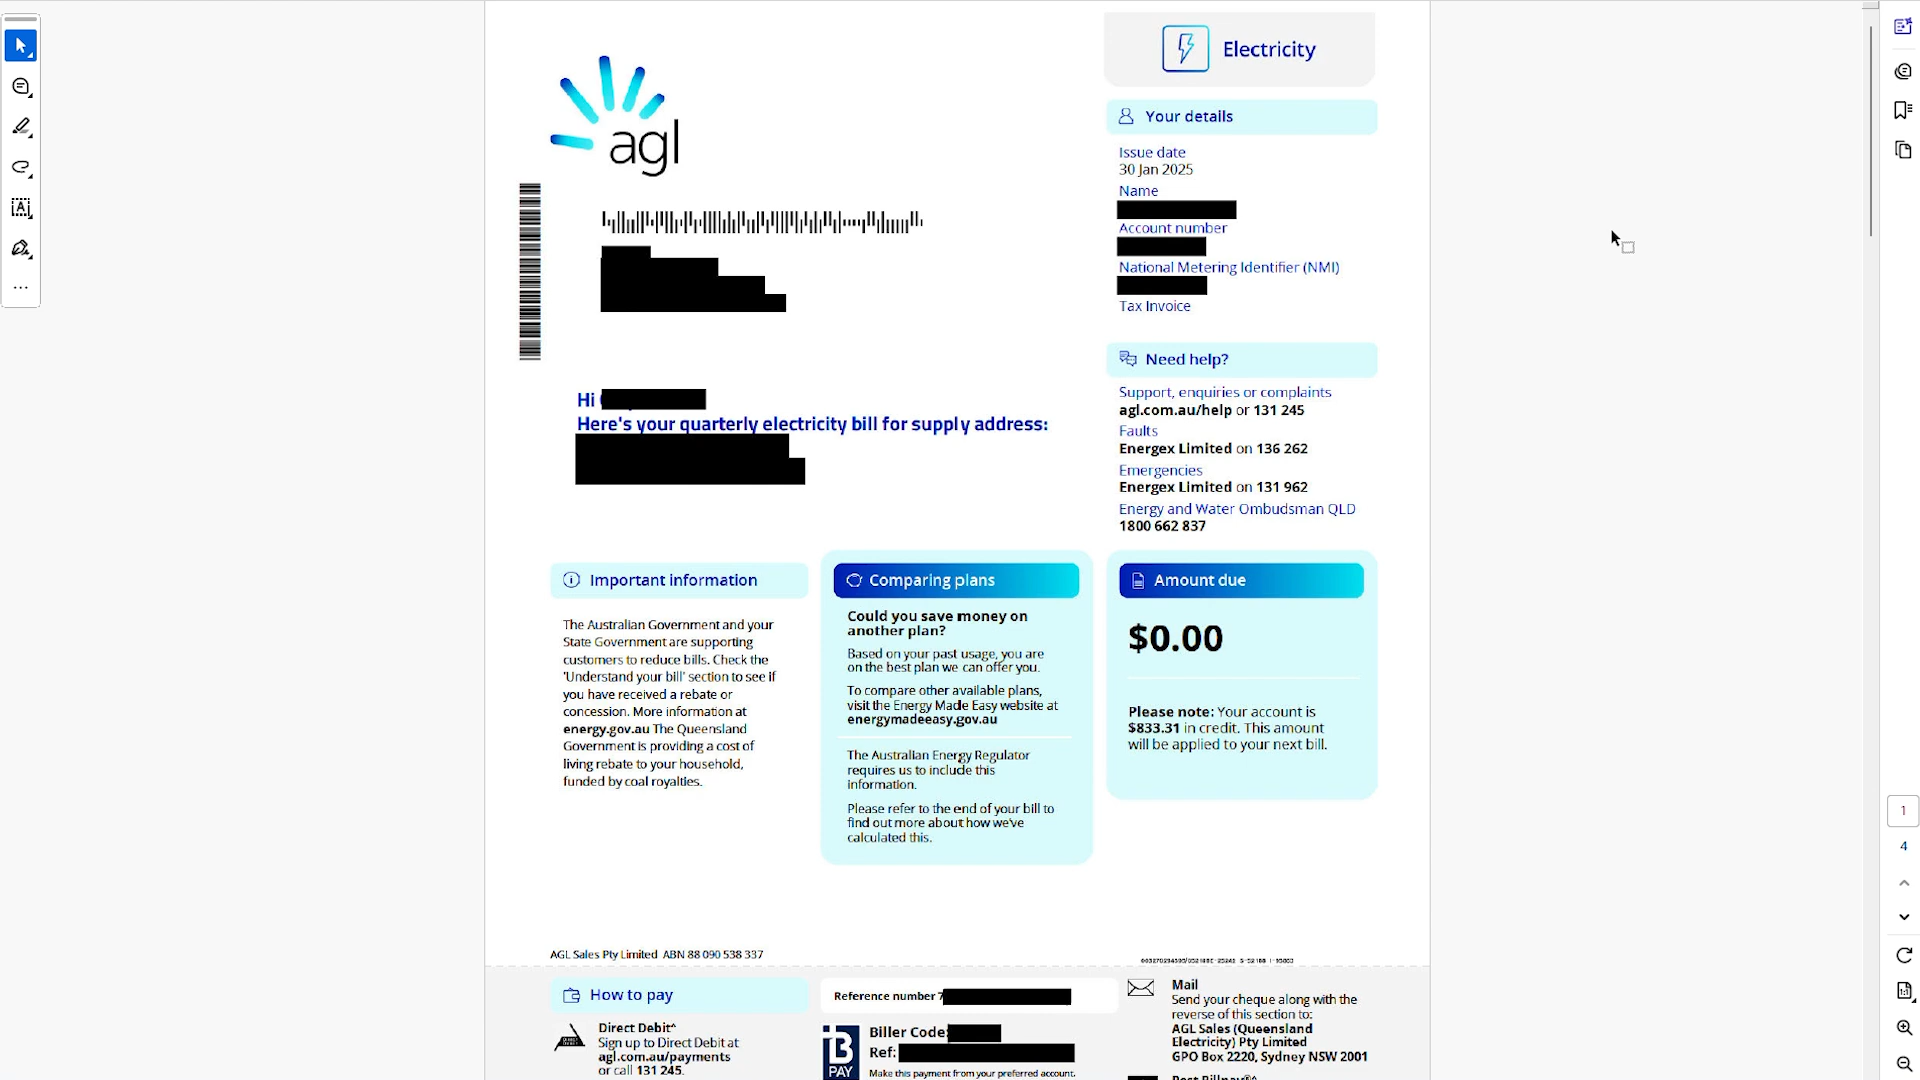 agl
Electricity
Your details
Issue date
30 Jan 2025
Name
Account number
National Metering Identifier (NMI)
Tax Invoice
Need help?
Support, enquiries or complaints
agl.com.au/help or 131 245
Faults
Energex Limited on 136 262
Emergencies
Energex Limited on 131 962
Energy and Water Ombudsman QLD
1800 662 837
Hi
Here's your quarterly electricity bill for supply address:
Important information
The Australian Government and your
State Government are supporting
customers to reduce bills. Check the
'Understand your bill' section to see if
you have received a rebate or
concession. More information at
energy.gov.au The Queensland
Government is providing a cost of
living rebate to your household,
funded by coal royalties.
Comparing plans
Could you save money on
another plan?
Based on your past usage, you are
on the best plan we can offer you.
To compare other available plans,
visit the Energy Made Easy website at
energymadeeasy.gov.au
The Australian Energy Regulator
requires us to include this
information.
Please refer to the end of your bill to
find out more about how we've
calculated this.
Amount due
$0.00
Please note: Your account is
$833.31 in credit. This amount
will be applied to your next bill.
AGL Sales Pty Limited ABN 88 090 538 337
How to pay
Direct Debit^
Sign up to Direct Debit at
agl.com.au/payments
or call 131 245.
Reference number 7
B
PAY
Biller Code:
Ref:
Make this payment from your preferred account.
Mail
Send your cheque along with the
reverse of this section to:
AGL Sales (Queensland
Electricity) Pty Limited
GPO Box 2220, Sydney NSW 2001
1
4